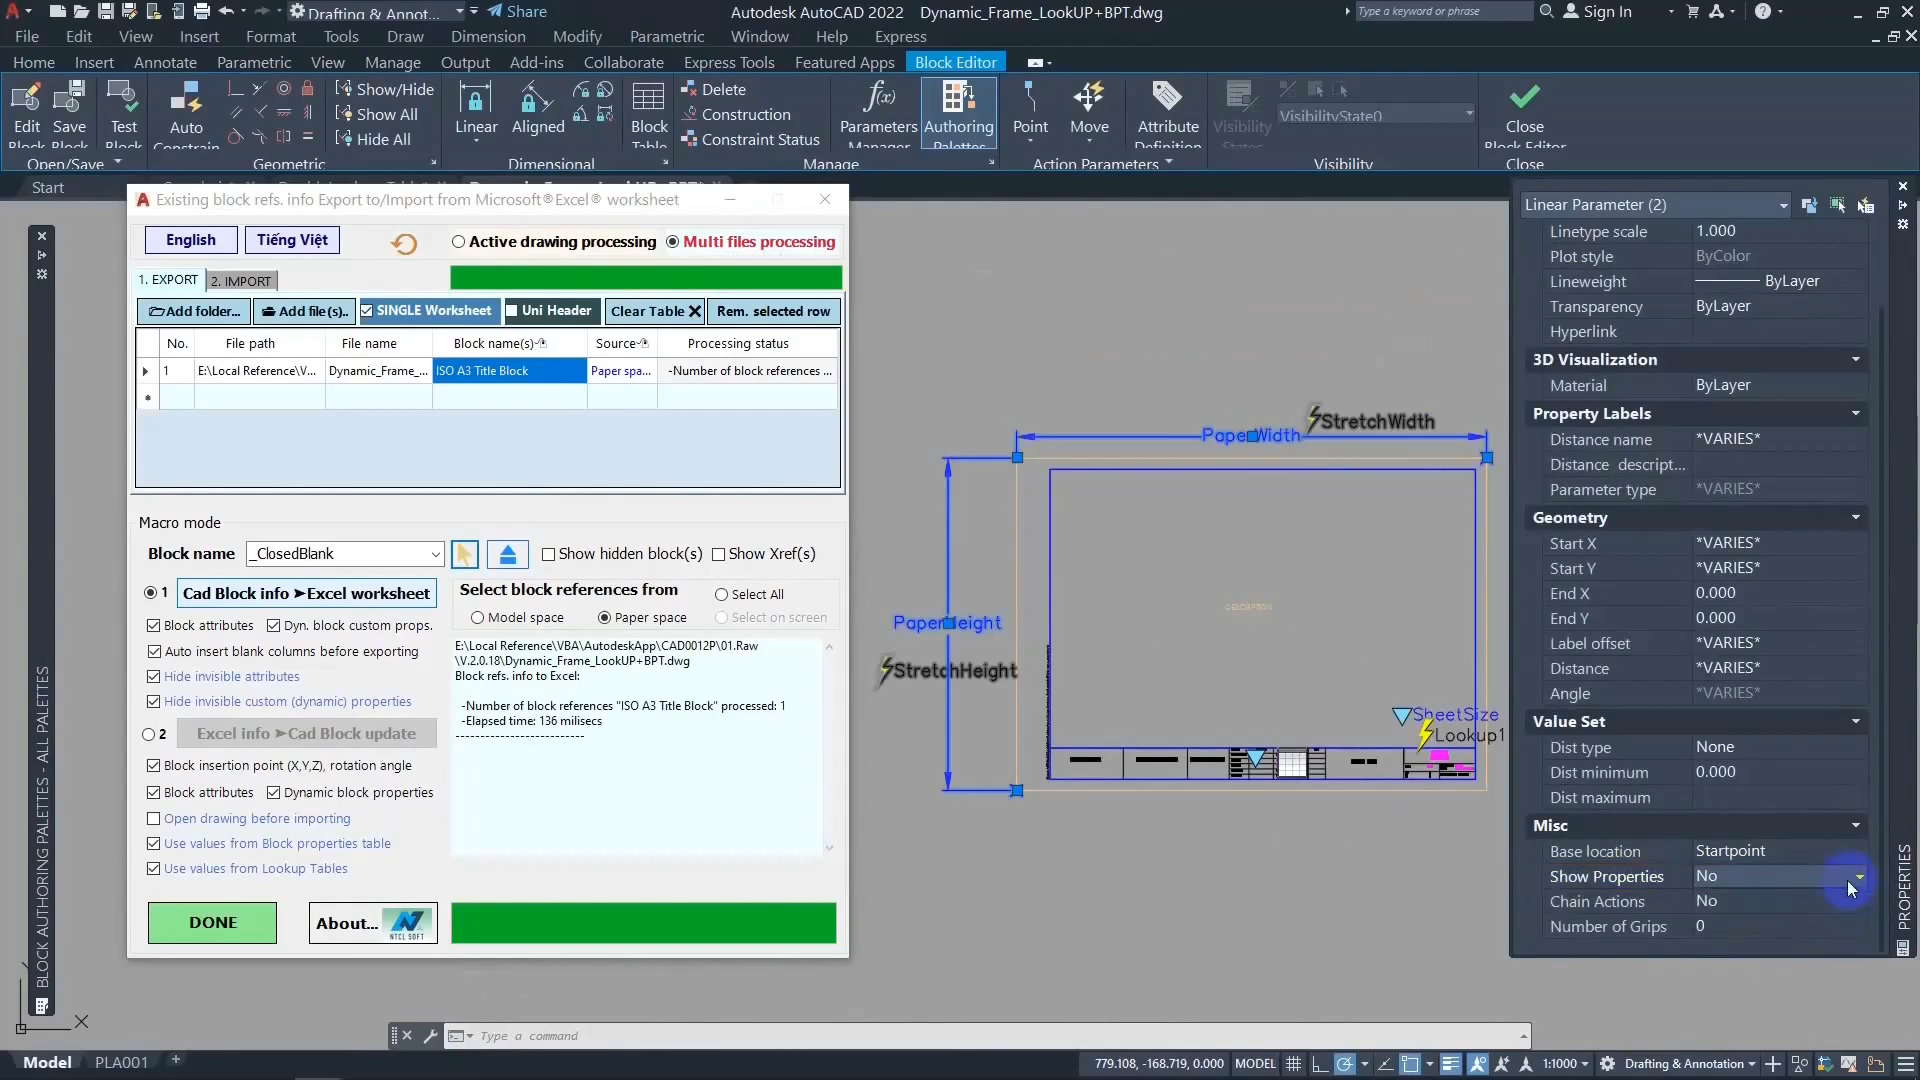 Drafting & Annot...
Share
Autodesk AutoCAD 2022 Dynamic_Frame_LookUP+BPT.dwg
Type a keyword or phrase
Sign In
File Edit View Insert Format Tools Draw Dimension Modify Parametric Window Help Express
Home Insert Annotate Parametric View Manage Output Add-ins Collaborate Express Tools Featured Apps Block Editor
Edit
Block
Save
Block
Test
Block
Auto
Constrain
Show/Hide
Show All
Hide All
Linear
Aligned
Block
Table
Delete
Construction
Constraint Status
Parameters
Manager
Authoring
Palettes
Point
Move
Attribute
Definition
Visibility
States
VisibilityState0
Close
Block Editor
Open/Save Geometric Dimensional Manage Action Parameters Visibility Close
Start
Existing block refs. info Export to/Import from Microsoft®Excel® worksheet
English
Tiếng Việt
Active drawing processing
Multi files processing
1. EXPORT
2. IMPORT
Add folder...
Add file(s)..
SINGLE Worksheet
Uni Header
Clear Table
Rem. selected row
No. File path File name Block name(s) Source Processing status
1 E:\Local Reference\V... Dynamic_Frame_... ISO A3 Title Block Paper spa... -Number of block references ...
Macro mode
Block name
_ClosedBlank
Show hidden block(s)
Show Xref(s)
1 Cad Block info ➤Excel worksheet
Block attributes
Dyn. block custom props.
Auto insert blank columns before exporting
Hide invisible attributes
Hide invisible custom (dynamic) properties
2 Excel info ➤Cad Block update
Block insertion point (X,Y,Z), rotation angle
Block attributes
Dynamic block properties
Open drawing before importing
Use values from Block properties table
Use values from Lookup Tables
Select block references from
Select All
Model space
Paper space
Select on screen
E:\Local Reference\VBA\AutodeskApp\CAD0012P\01.Raw
\V.2.0.18\Dynamic_Frame_LookUP+BPT.dwg
Block refs. info to Excel:
-Number of block references "ISO A3 Title Block" processed: 1
-Elapsed time: 136 milisecs
--------------------------
DONE
About...
NTCL SOFT
BLOCK AUTHORING PALETTES - ALL PALETTES
PaperWidth
StretchWidth
PaperHeight
StretchHeight
SheetSize
Lookup1
Linear Parameter (2)
Linetype scale 1.000
Plot style ByColor
Lineweight ByLayer
Transparency ByLayer
Hyperlink
3D Visualization
Material ByLayer
Property Labels
Distance name *VARIES*
Distance descript...
Parameter type *VARIES*
Geometry
Start X *VARIES*
Start Y *VARIES*
End X 0.000
End Y 0.000
Label offset *VARIES*
Distance *VARIES*
Angle *VARIES*
Value Set
Dist type None
Dist minimum 0.000
Dist maximum
Misc
Base location Startpoint
Show Properties No
Chain Actions No
Number of Grips 0
PROPERTIES
Type a command
Model PLA001 +
779.108, -168.719, 0.000 MODEL
1:1000
Drafting & Annotation